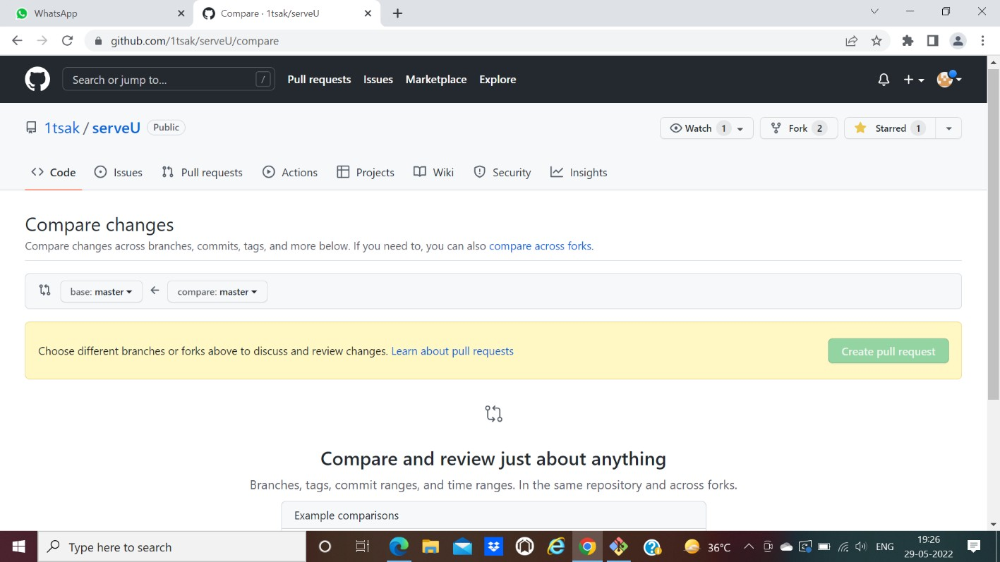 WhatsApp
Compare · 1tsak/serveU
github.com/1tsak/serveU/compare
Search or jump to...
/
Pull requests
Issues
Marketplace
Explore
1tsak / serveU
Public
Watch 1
Fork 2
Starred 1
Code
Issues
Pull requests
Actions
Projects
Wiki
Security
Insights
Compare changes
Compare changes across branches, commits, tags, and more below. If you need to, you can also compare across forks.
base: master
compare: master
Choose different branches or forks above to discuss and review changes. Learn about pull requests
Create pull request
Compare and review just about anything
Branches, tags, commit ranges, and time ranges. In the same repository and across forks.
Example comparisons
Type here to search
36°C
ENG
19:26
29-05-2022